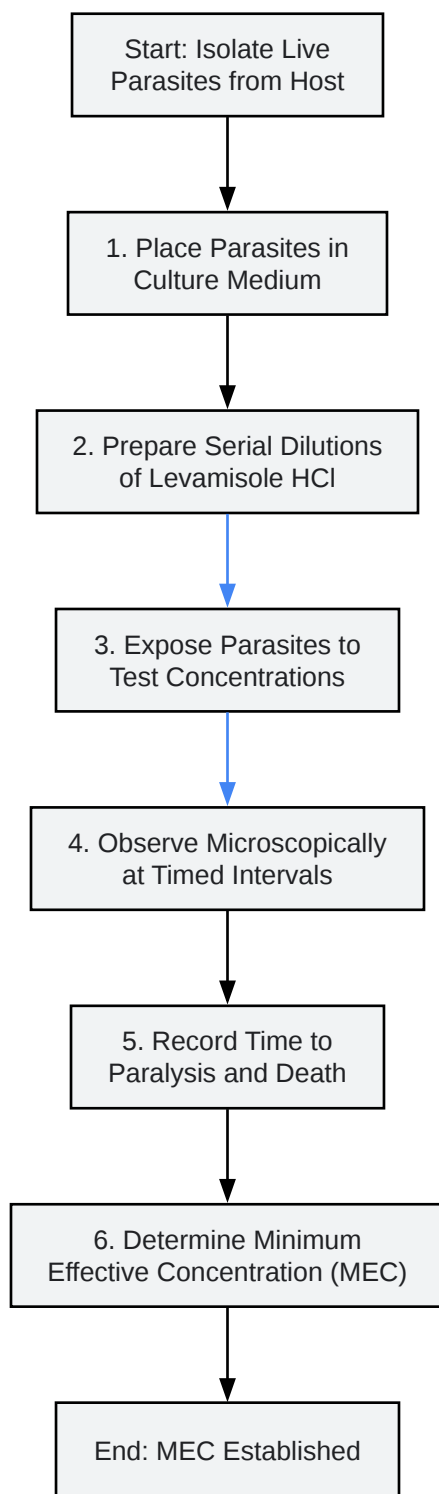 Start: Isolate Live
Parasites from Host
1. Place Parasites in
Culture Medium
2. Prepare Serial Dilutions
of Levamisole HCl
3. Expose Parasites to
Test Concentrations
4. Observe Microscopically
at Timed Intervals
5. Record Time to
Paralysis and Death
6. Determine Minimum
Effective Concentration (MEC)
End: MEC Established